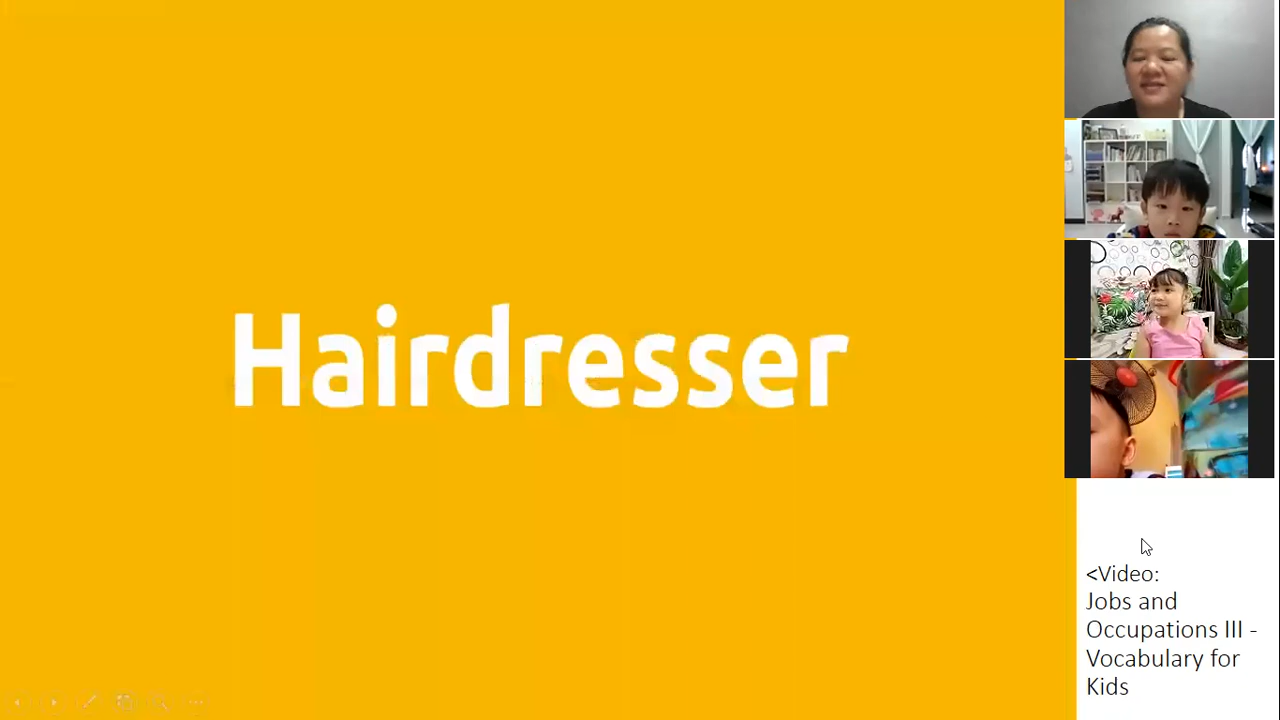 Hairdresser
<Video:
Jobs and
Occupations III -
Vocabulary for
Kids